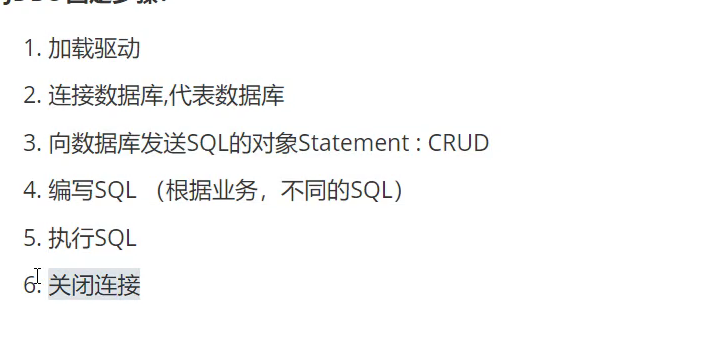 1. 加载驱动
2. 连接数据库,代表数据库
3. 向数据库发送SQL的对象Statement : CRUD
4. 编写SQL （根据业务，不同的SQL）
5. 执行SQL
6. 关闭连接